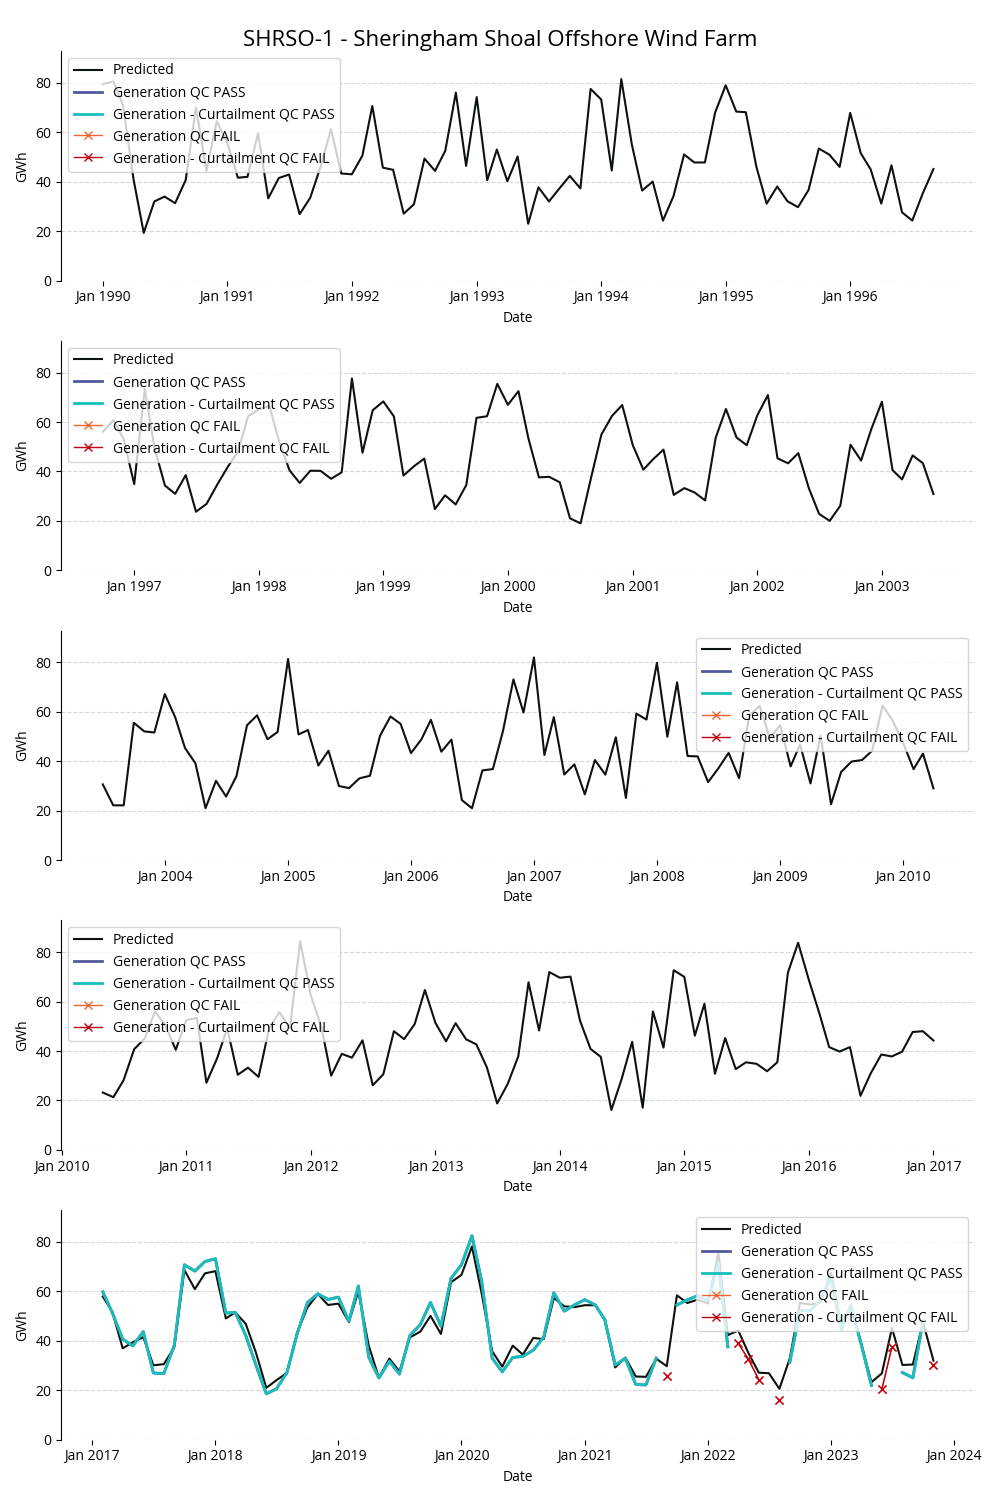 SHRSO-1 - Sheringham Shoal Offshore Wind Farm
Predicted
Generation QC PASS
Generation - Curtailment QC PASS
Generation QC FAIL
Generation - Curtailment QC FAIL
GWh
80
60
40
20
0
Jan 1990 Jan 1991 Jan 1992 Jan 1993 Jan 1994 Jan 1995 Jan 1996
Date
Predicted
Generation QC PASS
Generation - Curtailment QC PASS
Generation QC FAIL
Generation - Curtailment QC FAIL
GWh
80
60
40
20
0
Jan 1997 Jan 1998 Jan 1999 Jan 2000 Jan 2001 Jan 2002 Jan 2003
Date
Predicted
Generation QC PASS
Generation - Curtailment QC PASS
Generation QC FAIL
Generation - Curtailment QC FAIL
GWh
80
60
40
20
0
Jan 2004 Jan 2005 Jan 2006 Jan 2007 Jan 2008 Jan 2009 Jan 2010
Date
Predicted
Generation QC PASS
Generation - Curtailment QC PASS
Generation QC FAIL
Generation - Curtailment QC FAIL
GWh
80
60
40
20
0
Jan 2010 Jan 2011 Jan 2012 Jan 2013 Jan 2014 Jan 2015 Jan 2016 Jan 2017
Date
Predicted
Generation QC PASS
Generation - Curtailment QC PASS
Generation QC FAIL
Generation - Curtailment QC FAIL
GWh
80
60
40
20
0
Jan 2017 Jan 2018 Jan 2019 Jan 2020 Jan 2021 Jan 2022 Jan 2023 Jan 2024
Date